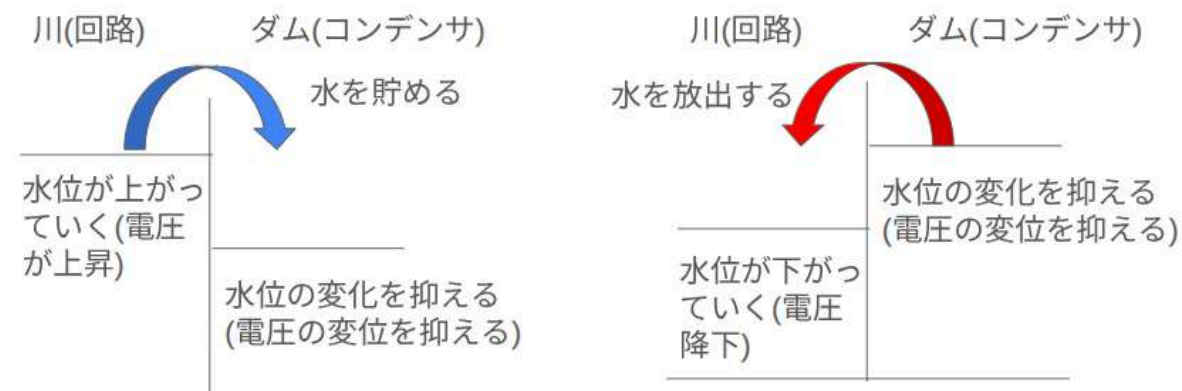 川(回路)
ダム(コンデンサ)
水を貯める
水位が上がっ
ていく(電圧
が上昇)
水位の変化を抑える
(電圧の変位を抑える)
川(回路)
ダム(コンデンサ)
水を放出する
水位の変化を抑える
(電圧の変位を抑える)
水位が下がっ
ていく(電圧
降下)